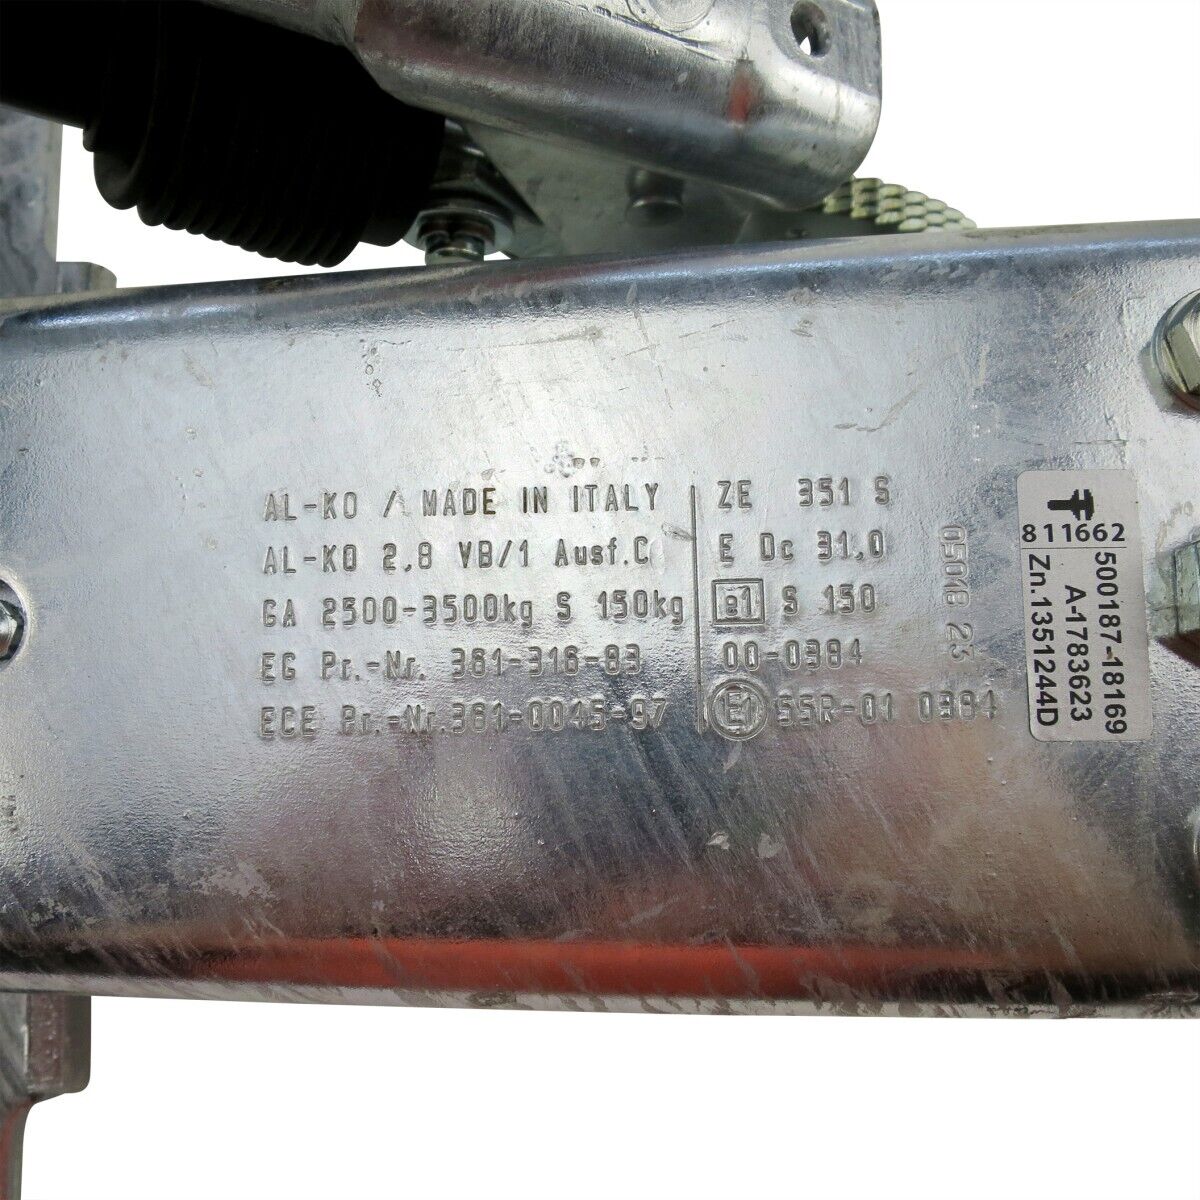 AL-KO / MADE IN ITALY
AL-KO 2,8 VB/1 Ausf.C
GA 2500-3500kg S 150kg
EG Pr.-Nr. 361-316-83
ECE Pr.-Nr.361-0045-97
ZE 351 S
E Dc 31,0
e1 S 150
00-0384
E1 55R-01 0384
05018 23
811662
500187-18169
A-1783623
Zn.1351244D